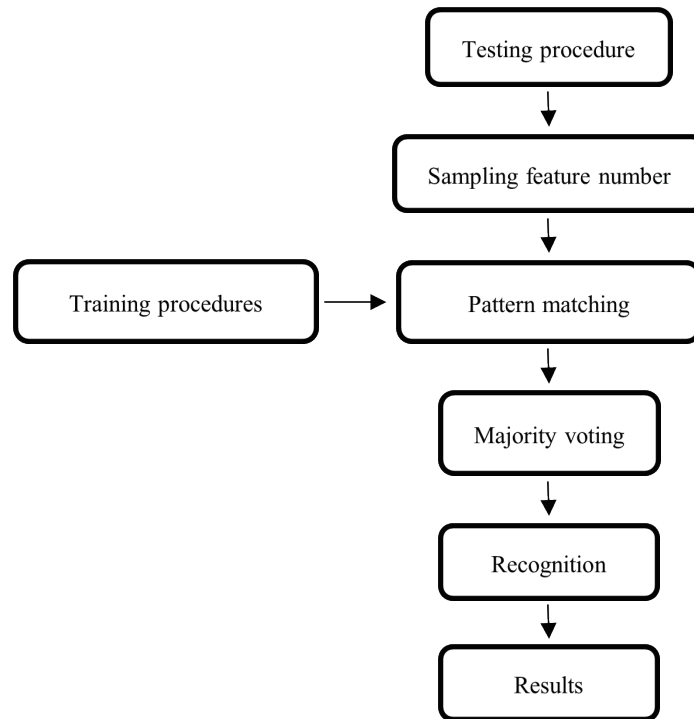 Testing procedure
Sampling feature number
Training procedures
Pattern matching
Majority voting
Recognition
Results